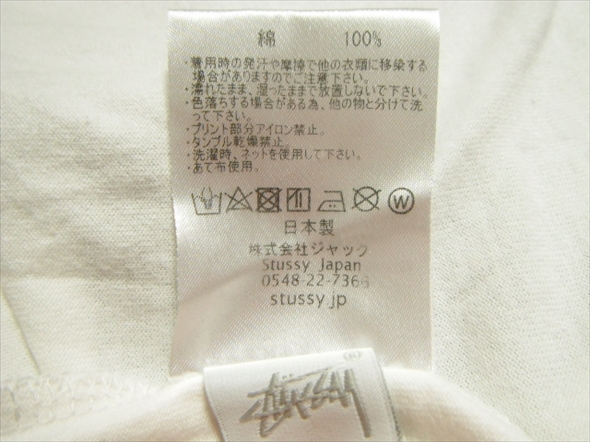 綿 100%
・着用時の発汗や摩擦で他の衣類に移染する
場合がありますのでご注意下さい。
・濡れたまま、湿ったままで放置しないで下さい。
・色落ちする場合がある為、他の物と分けて洗
って下さい。
・プリント部分アイロン禁止。
・タンブル乾燥禁止。
・洗濯時、ネットを使用して下さい。
・あて布使用。
W
日本製
株式会社ジャック
Stussy Japan
0548-22-7366
stussy.jp
Stüssy ®